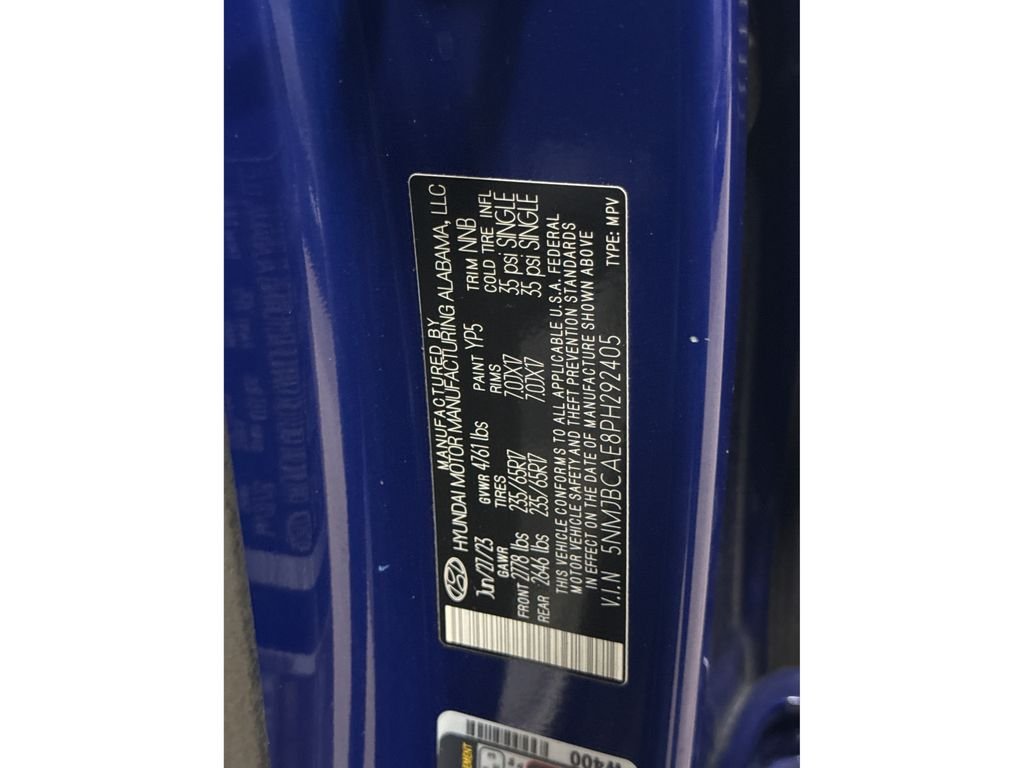 MANUFACTURED BY
HYUNDAI MOTOR MANUFACTURING ALABAMA, LLC
Jun/27/23 GVWR 4761 lbs PAINT YP5 TRIM NNB
GAWR TIRES RIMS COLD TIRE INFL
FRONT 2778 lbs 235/65R17 7.0JX17 35 psi SINGLE
REAR 2646 lbs 235/65R17 7.0JX17 35 psi SINGLE
THIS VEHICLE CONFORMS TO ALL APPLICABLE U.S.A. FEDERAL
MOTOR VEHICLE SAFETY AND THEFT PREVENTION STANDARDS
IN EFFECT ON THE DATE OF MANUFACTURE SHOWN ABOVE
V.I.N 5NMJBCAE8PH292405 TYPE: MPV